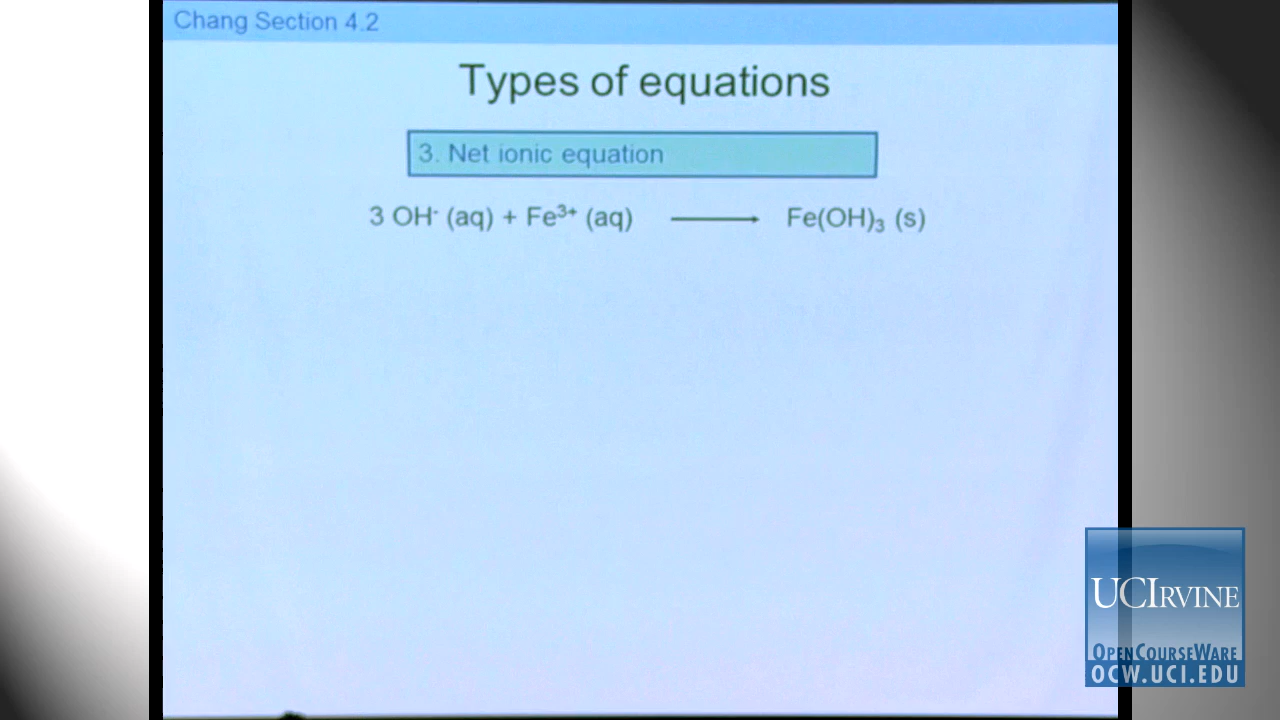 Chang Section 4.2
Types of equations
3. Net ionic equation
3 OH⁻ (aq) + Fe³⁺ (aq) ⟶ Fe(OH)₃ (s)
UCIRVINE
OPENCOURSEWARE
OCW.UCI.EDU